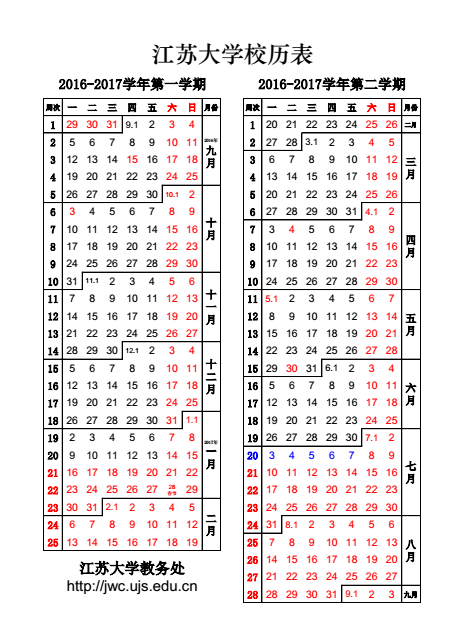 江苏大学校历表
2016-2017学年第一学期
周次 一 二 三 四 五 六 日 月份
1 29 30 31 9.1 2 3 4
2 5 6 7 8 9 10 11 2016年
3 12 13 14 15 16 17 18 九月
4 19 20 21 22 23 24 25
5 26 27 28 29 30 10.1 2
6 3 4 5 6 7 8 9
7 10 11 12 13 14 15 16 十月
8 17 18 19 20 21 22 23
9 24 25 26 27 28 29 30
10 31 11.1 2 3 4 5 6
11 7 8 9 10 11 12 13 十一月
12 14 15 16 17 18 19 20
13 21 22 23 24 25 26 27
14 28 29 30 12.1 2 3 4
15 5 6 7 8 9 10 11 十二月
16 12 13 14 15 16 17 18
17 19 20 21 22 23 24 25
18 26 27 28 29 30 31 1.1
19 2 3 4 5 6 7 8 2017年
20 9 10 11 12 13 14 15 一月
21 16 17 18 19 20 21 22
22 23 24 25 26 27 28 春节 29
23 30 31 2.1 2 3 4 5
24 6 7 8 9 10 11 12 二月
25 13 14 15 16 17 18 19
江苏大学教务处
http://jwc.ujs.edu.cn
2016-2017学年第二学期
周次 一 二 三 四 五 六 日 月份
1 20 21 22 23 24 25 26 二月
2 27 28 3.1 2 3 4 5
3 6 7 8 9 10 11 12 三月
4 13 14 15 16 17 18 19
5 20 21 22 23 24 25 26
6 27 28 29 30 31 4.1 2
7 3 4 5 6 7 8 9
8 10 11 12 13 14 15 16 四月
9 17 18 19 20 21 22 23
10 24 25 26 27 28 29 30
11 5.1 2 3 4 5 6 7
12 8 9 10 11 12 13 14 五月
13 15 16 17 18 19 20 21
14 22 23 24 25 26 27 28
15 29 30 31 6.1 2 3 4
16 5 6 7 8 9 10 11 六月
17 12 13 14 15 16 17 18
18 19 20 21 22 23 24 25
19 26 27 28 29 30 7.1 2
20 3 4 5 6 7 8 9
21 10 11 12 13 14 15 16 七月
22 17 18 19 20 21 22 23
23 24 25 26 27 28 29 30
24 31 8.1 2 3 4 5 6
25 7 8 9 10 11 12 13 八月
26 14 15 16 17 18 19 20
27 21 22 23 24 25 26 27
28 28 29 30 31 9.1 2 3 九月